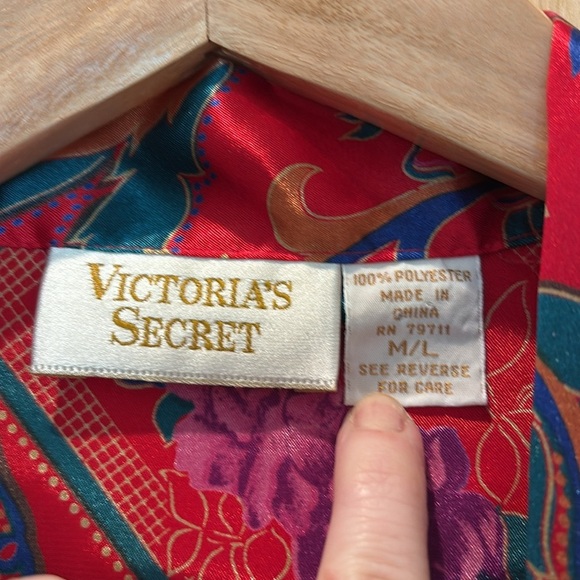 VICTORIA'S
SECRET
100% POLYESTER
MADE IN
CHINA
RN 79711
M/L
SEE REVERSE
FOR CARE